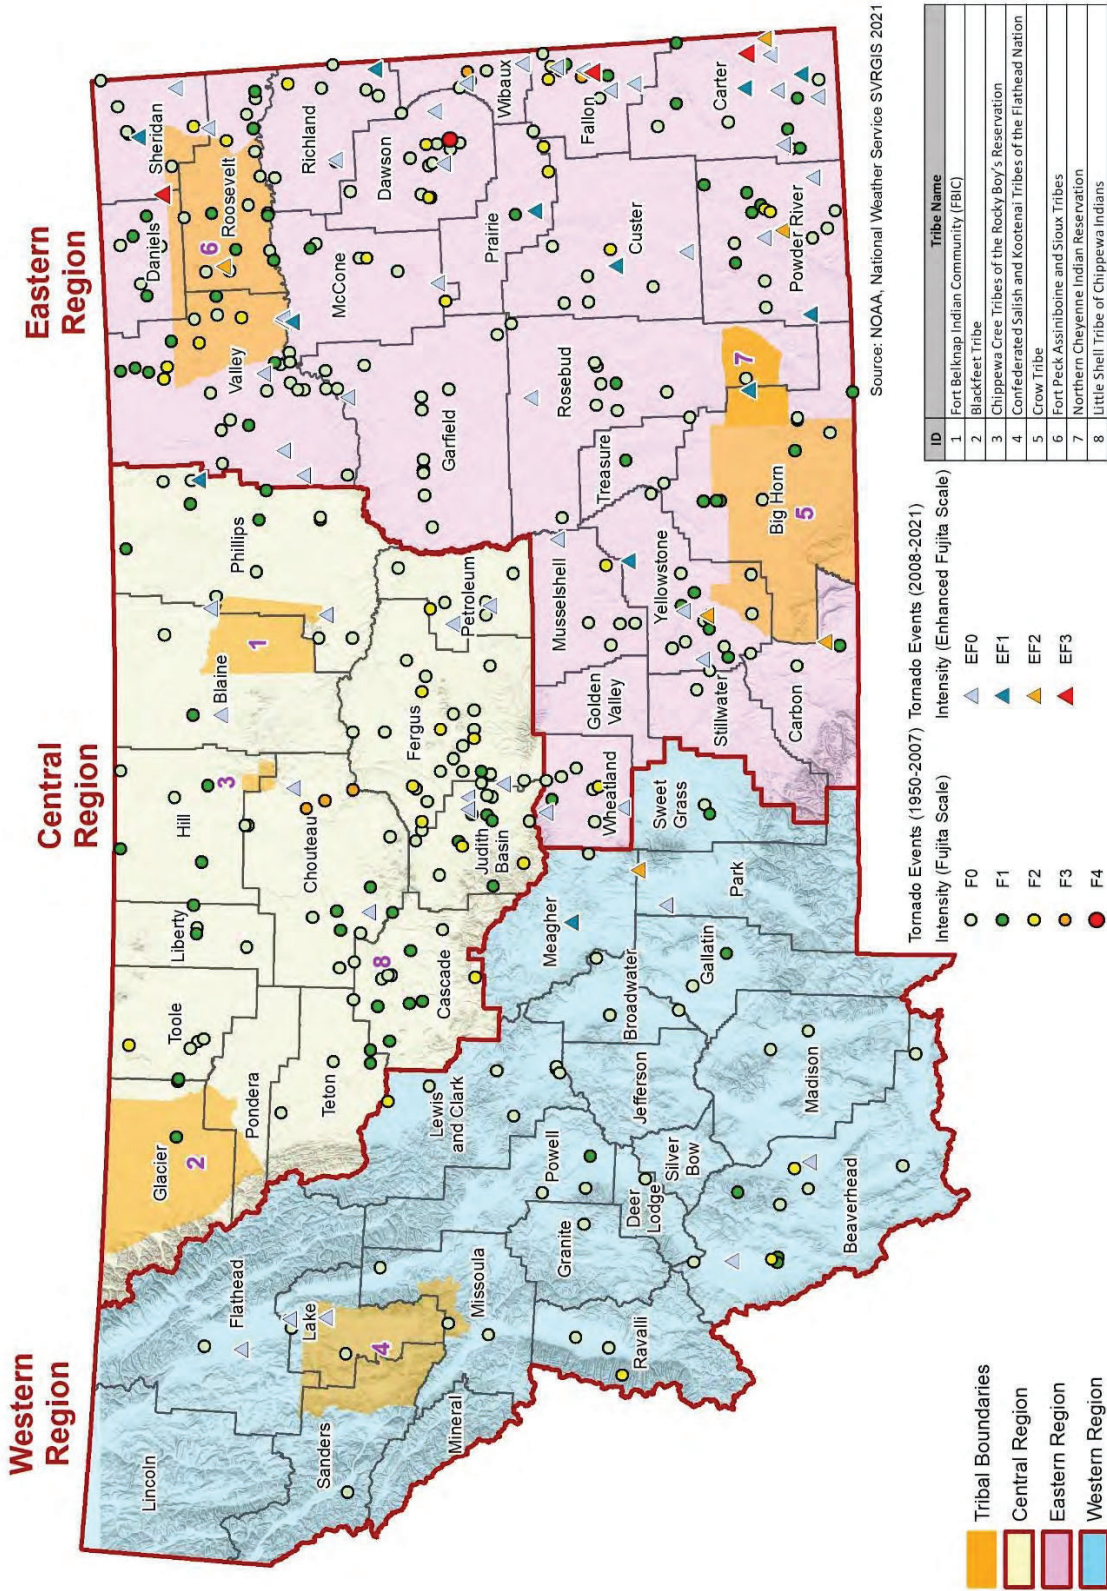 Western
Region
Central
Region
Eastern
Region
Lincoln
Flathead
Glacier
2
Toole
Liberty
Hill
3
Blaine
1
Phillips
Valley
Daniels
Sheridan
6
Roosevelt
Sanders
Lake
4
Pondera
Teton
Chouteau
8
Cascade
Judith
Basin
Fergus
Petroleum
Garfield
McCone
Richland
Dawson
Prairie
Wibaux
Mineral
Missoula
Powell
Lewis
and Clark
Meagher
Wheatland
Golden
Valley
Musselshell
Treasure
Rosebud
Custer
Fallon
Ravalli
Granite
Deer
Lodge
Silver
Bow
Jefferson
Broadwater
Gallatin
Park
Sweet
Grass
Stillwater
Yellowstone
Big Horn
5
7
Powder River
Carter
Beaverhead
Madison
Carbon
Source: NOAA, National Weather Service SVRGIS 2021
Tribal Boundaries
Central Region
Eastern Region
Western Region
Tornado Events (1950-2007)
Intensity (Fujita Scale)
F0
F1
F2
F3
F4
Tornado Events (2008-2021)
Intensity (Enhanced Fujita Scale)
EF0
EF1
EF2
EF3
ID Tribe Name
1 Fort Belknap Indian Community (FBIC)
2 Blackfeet Tribe
3 Chippewa Cree Tribes of the Rocky Boy's Reservation
4 Confederated Salish and Kootenai Tribes of the Flathead Nation
5 Crow Tribe
6 Fort Peck Assiniboine and Sioux Tribes
7 Northern Cheyenne Indian Reservation
8 Little Shell Tribe of Chippewa Indians